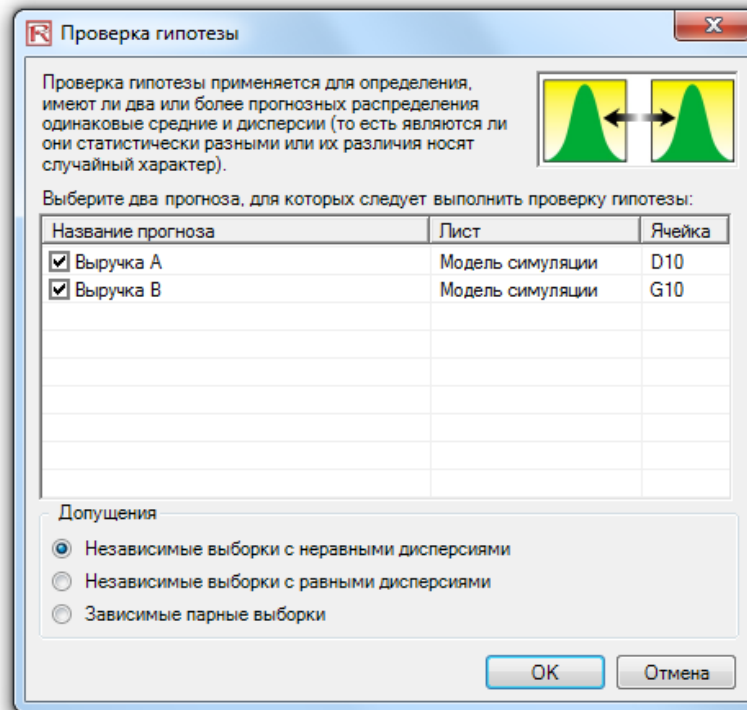 Проверка гипотезы
Проверка гипотезы применяется для определения,
имеют ли два или более прогнозных распределения
одинаковые средние и дисперсии (то есть являются ли
они статистически разными или их различия носят
случайный характер).
Выберите два прогноза, для которых следует выполнить проверку гипотезы:
Название прогноза Лист Ячейка
Выручка A Модель симуляции D10
Выручка B Модель симуляции G10
Допущения
Независимые выборки с неравными дисперсиями
Независимые выборки с равными дисперсиями
Зависимые парные выборки
OK Отмена